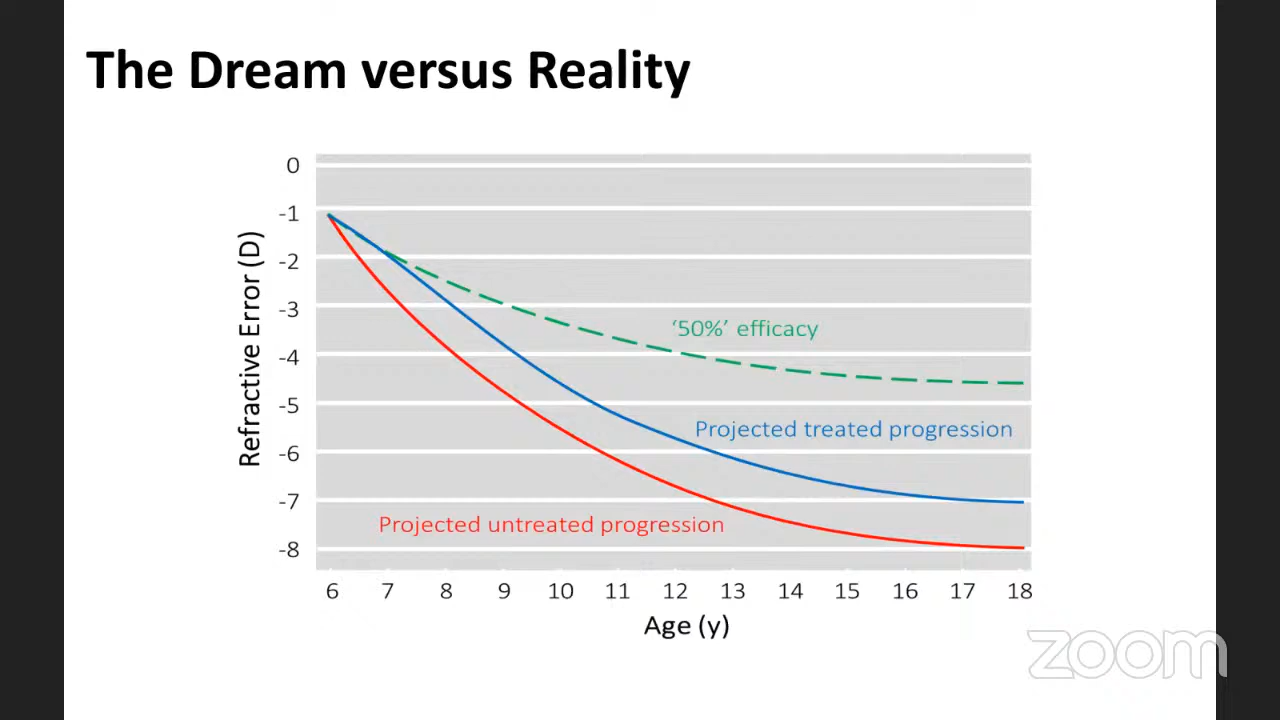 The Dream versus Reality
0
-1
-2
-3
-4
-5
-6
-7
-8
Refractive Error (D)
‘50%’ efficacy
Projected treated progression
Projected untreated progression
6 7 8 9 10 11 12 13 14 15 16 17 18
Age (y)
zoom